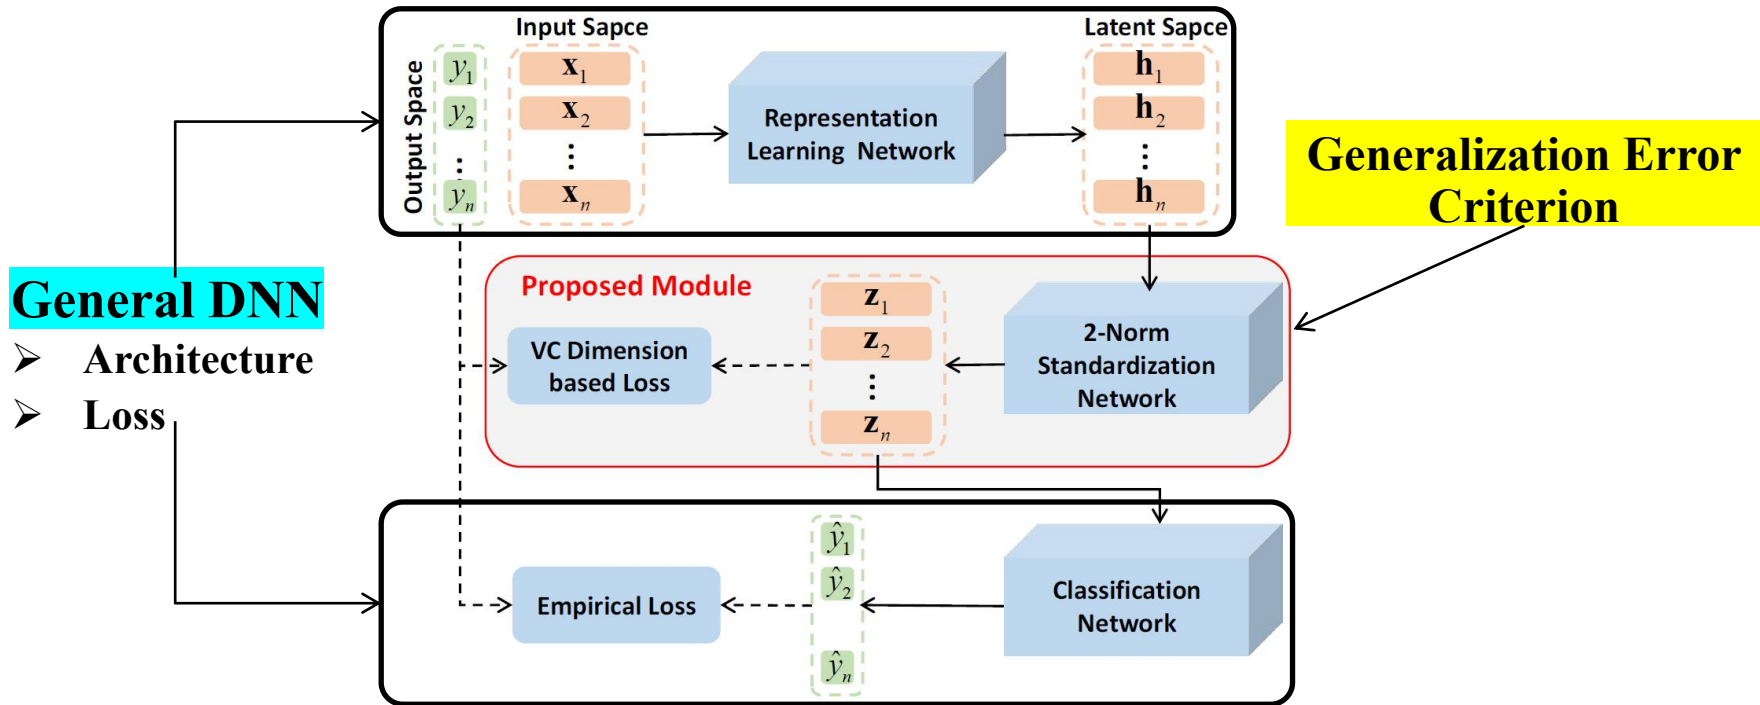 General DNN
➢ Architecture
➢ Loss
Output Space
y1
y2
...
yn
Input Sapce
x1
x2
⋮
xn
Representation
Learning Network
Latent Sapce
h1
h2
⋮
hn
Generalization Error
Criterion
Proposed Module
VC Dimension
based Loss
z1
z2
⋮
zn
2-Norm
Standardization
Network
Empirical Loss
ŷ1
ŷ2
ŷn
Classification
Network